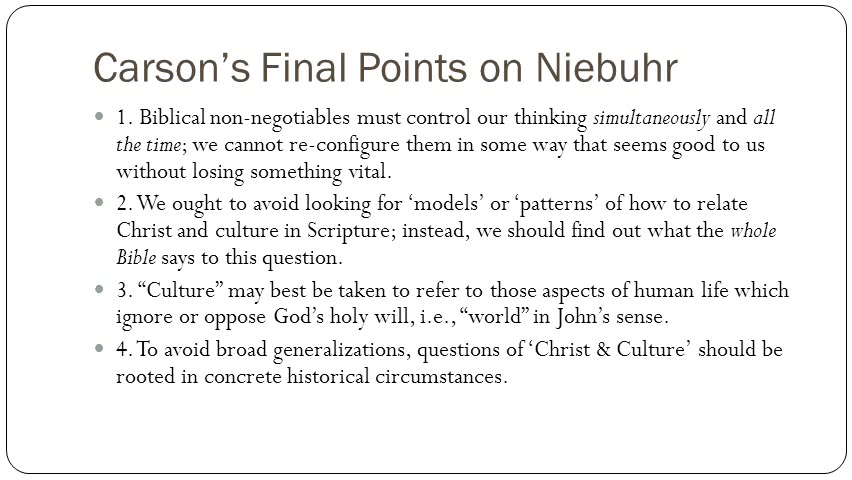 Carson’s Final Points on Niebuhr
• 1. Biblical non-negotiables must control our thinking simultaneously and all
the time; we cannot re-configure them in some way that seems good to us
without losing something vital.
• 2. We ought to avoid looking for ‘models’ or ‘patterns’ of how to relate
Christ and culture in Scripture; instead, we should find out what the whole
Bible says to this question.
• 3. “Culture” may best be taken to refer to those aspects of human life which
ignore or oppose God’s holy will, i.e., “world” in John’s sense.
• 4. To avoid broad generalizations, questions of ‘Christ & Culture’ should be
rooted in concrete historical circumstances.